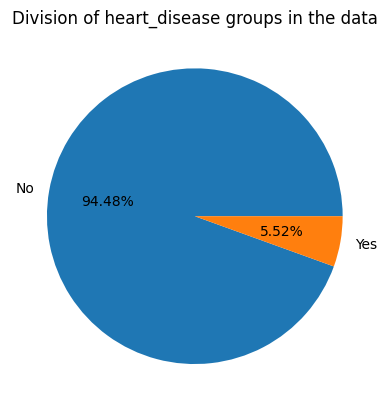 Division of heart_disease groups in the data
No
94.48%
5.52%
Yes